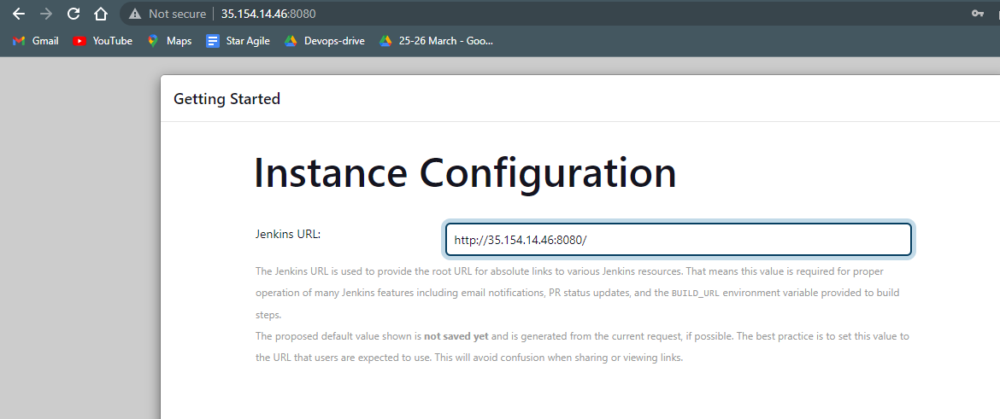 Not secure 35.154.14.46:8080
Gmail YouTube Maps Star Agile Devops-drive 25-26 March - Goo...
Getting Started
Instance Configuration
Jenkins URL: http://35.154.14.46:8080/
The Jenkins URL is used to provide the root URL for absolute links to various Jenkins resources. That means this value is required for proper
operation of many Jenkins features including email notifications, PR status updates, and the BUILD_URL environment variable provided to build
steps.
The proposed default value shown is not saved yet and is generated from the current request, if possible. The best practice is to set this value to
the URL that users are expected to use. This will avoid confusion when sharing or viewing links.